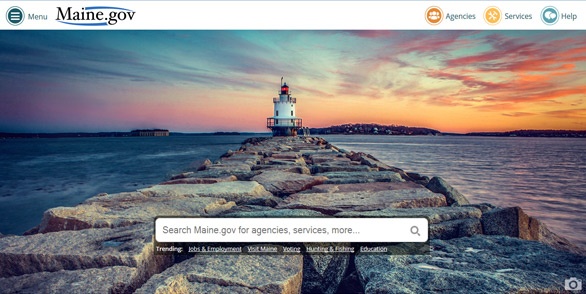 Menu Maine.gov Agencies Services Help
Search Maine.gov for agencies, services, more...
Trending: Jobs & Employment Visit Maine Voting Hunting & Fishing Education